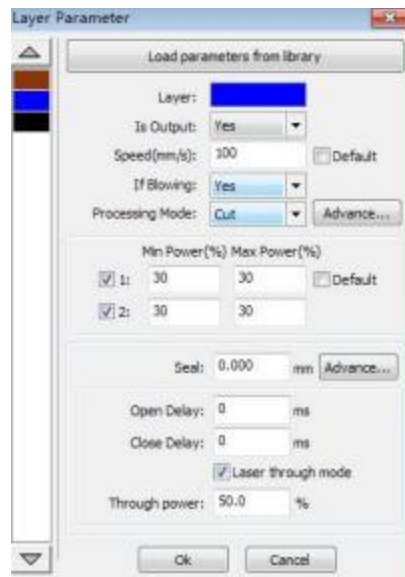 Layer Parameter
Load parameters from library
Layer:
Is Output: Yes
Speed(mm/s): 100 Default
If Blowing: Yes
Processing Mode: Cut Advance...
Min Power(%) Max Power(%)
1: 30 30 Default
2: 30 30
Seal: 0.000 mm Advance...
Open Delay: 0 ms
Close Delay: 0 ms
Laser through mode
Through power: 50.0 %
Ok Cancel